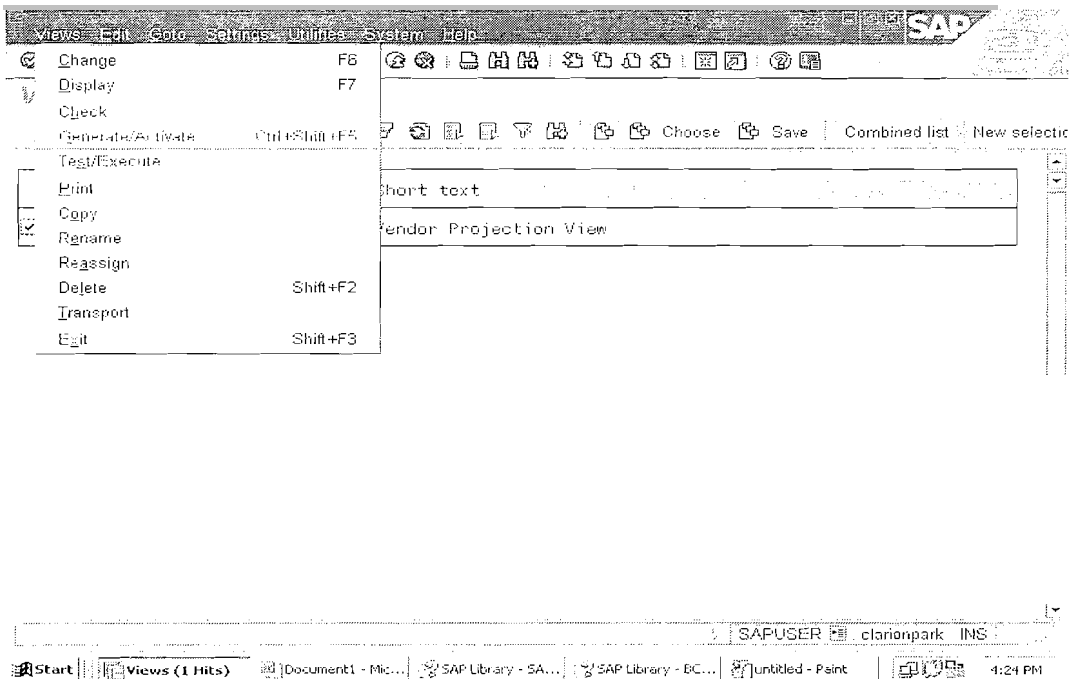 SAP
Views Edit Goto Settings Utilities System Help
Change F6
Display F7
Check
Generate/Activate Ctrl+Shift+F5
Test/Execute
Print
Copy
Rename
Reassign
Delete Shift+F2
Transport
Exit Shift+F3
Choose Save Combined list New selectio
Short text
Vendor Projection View
SAPUSER clarionpark INS
Start Views (1 Hits) Document1 - Mic... SAP Library - SA... SAP Library - BC... untitled - Paint 4:24 PM